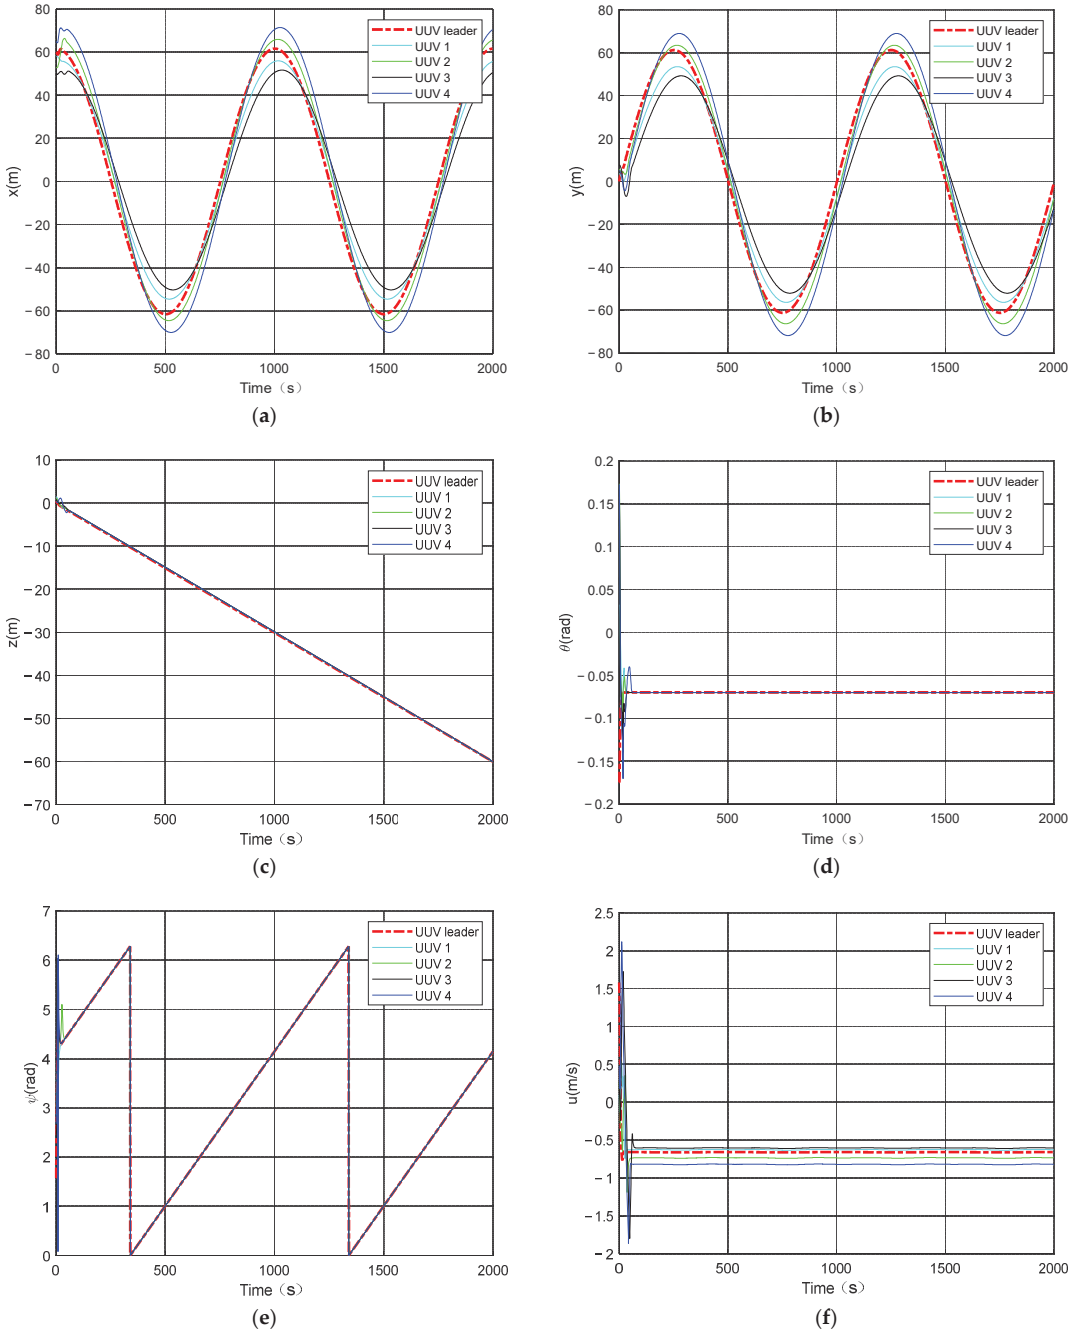 80
60
40
20
0
−20
−40
−60
−80
x(m)
0
500
1000
1500
2000
Time (s)
UUV leader
UUV 1
UUV 2
UUV 3
UUV 4
(a)
80
60
40
20
0
−20
−40
−60
−80
y(m)
0
500
1000
1500
2000
Time (s)
UUV leader
UUV 1
UUV 2
UUV 3
UUV 4
(b)
10
0
−10
−20
−30
−40
−50
−60
−70
z(m)
0
500
1000
1500
2000
Time (s)
UUV leader
UUV 1
UUV 2
UUV 3
UUV 4
(c)
0.2
0.15
0.1
0.05
0
−0.05
−0.1
−0.15
−0.2
θ(rad)
0
500
1000
1500
2000
Time (s)
UUV leader
UUV 1
UUV 2
UUV 3
UUV 4
(d)
7
6
5
4
3
2
1
0
ψ(rad)
0
500
1000
1500
2000
Time (s)
UUV leader
UUV 1
UUV 2
UUV 3
UUV 4
(e)
2.5
2
1.5
1
0.5
0
−0.5
−1
−1.5
−2
u(m/s)
0
500
1000
1500
2000
Time (s)
UUV leader
UUV 1
UUV 2
UUV 3
UUV 4
(f)